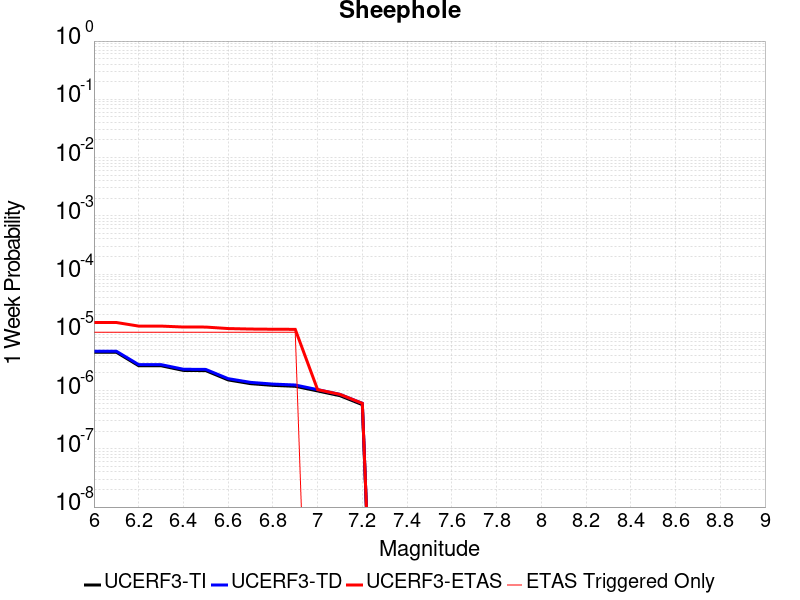 Sheephole
10^0
10^-1
10^-2
10^-3
10^-4
10^-5
10^-6
10^-7
10^-8
1 Week Probability
6 6.2 6.4 6.6 6.8 7 7.2 7.4 7.6 7.8 8 8.2 8.4 8.6 8.8 9
Magnitude
UCERF3-TI UCERF3-TD UCERF3-ETAS ETAS Triggered Only